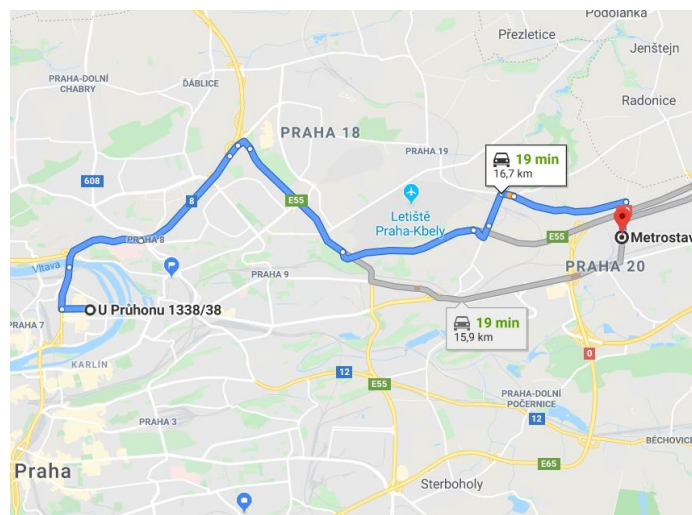 Podolanka
Přezletice
Jenštejn
PRAHA-DOLNÍ
CHABRY
ĎÁBLICE
Radonice
PRAHA 18
PRAHA 19
19 min
16,7 km
608
8
E55
Letiště
Praha-Kbely
PRAHA 8
E55
Metrostav
Vltava
PRAHA 9
PRAHA 20
U Průhonu 1338/38
19 min
15,9 km
PRAHA 7
0
KARLÍN
12
E55
PRAHA-DOLNÍ
POČERNICE
12
PRAHA 3
BĚCHOVICE
Praha
E65
Štěrboholy